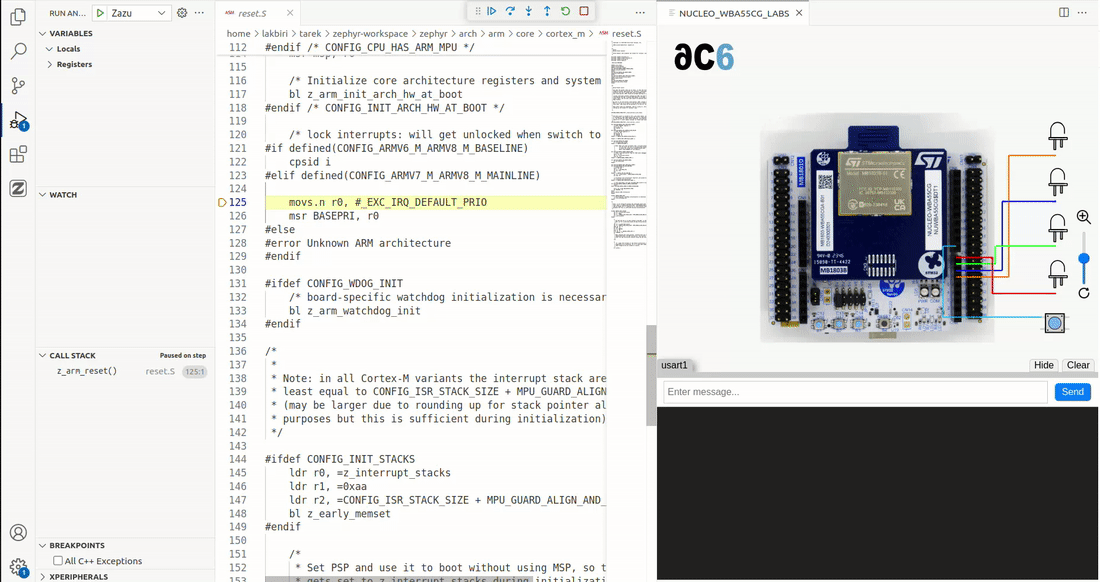 RUN AN...
Zazu
VARIABLES
Locals
Registers
WATCH
CALL STACK
Paused on step
z_arm_reset()
reset.S
125:1
BREAKPOINTS
All C++ Exceptions
XPERIPHERALS
1
1
ASM reset.S
home > lakbiri > tarek > zephyr-workspace > zephyr > arch > arm > core > cortex_m > ASM reset.S
112 #endif /* CONFIG_CPU_HAS_ARM_MPU */
115
116 /* Initialize core architecture registers and system
117 bl z_arm_init_arch_hw_at_boot
118 #endif /* CONFIG_INIT_ARCH_HW_AT_BOOT */
119
120 /* lock interrupts: will get unlocked when switch to
121 #if defined(CONFIG_ARMV6_M_ARMV8_M_BASELINE)
122 cpsid i
123 #elif defined(CONFIG_ARMV7_M_ARMV8_M_MAINLINE)
124
125 movs.n r0, #_EXC_IRQ_DEFAULT_PRIO
126 msr BASEPRI, r0
127 #else
128 #error Unknown ARM architecture
129 #endif
130
131 #ifdef CONFIG_WDOG_INIT
132 /* board-specific watchdog initialization is necessar
133 bl z_arm_watchdog_init
134 #endif
135
136 /*
137 *
138 * Note: in all Cortex-M variants the interrupt stack are
139 * least equal to CONFIG_ISR_STACK_SIZE + MPU_GUARD_ALIGN
140 * (may be larger due to rounding up for stack pointer al
141 * purposes but this is sufficient during initialization)
142 */
143
144 #ifdef CONFIG_INIT_STACKS
145 ldr r0, =z_interrupt_stacks
146 ldr r1, =0xaa
147 ldr r2, =CONFIG_ISR_STACK_SIZE + MPU_GUARD_ALIGN_AND_
148 bl z_early_memset
149 #endif
150
151 /*
152 * Set PSP and use it to boot without using MSP, so t
153 * gets set to z_interrupt_stacks during initializati
NUCLEO_WBA55CG_LABS
ac6
MB1801D
ST
MB1803B
usart1
Hide
Clear
Enter message...
Send